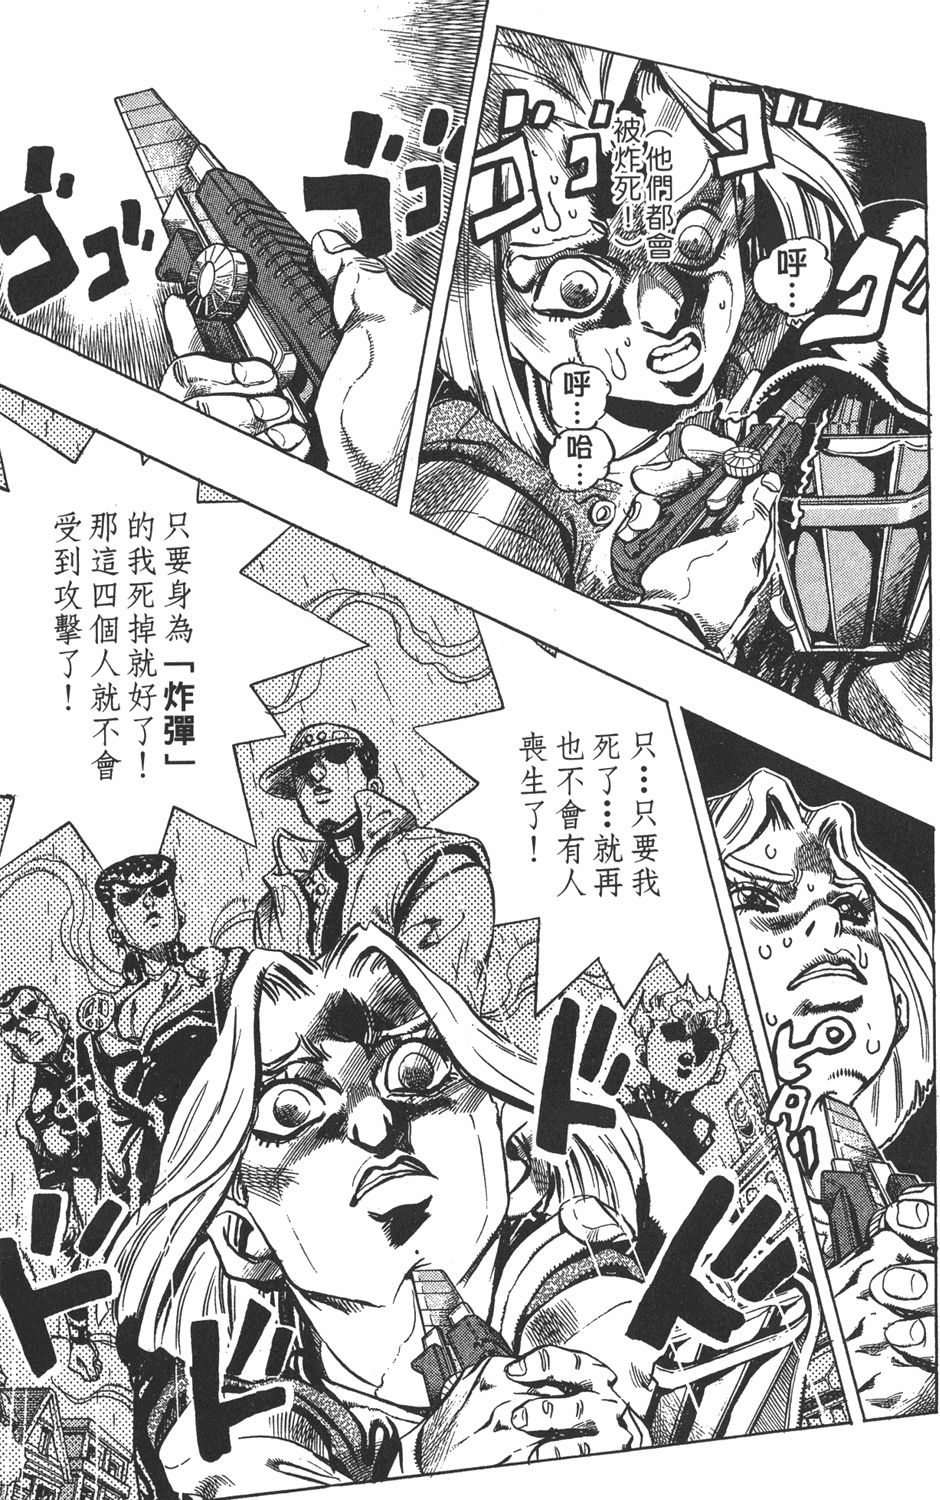 (他們都會
被炸死！)
呼…
呼…
哈…
ゴゴゴ
ゴゴゴ
ゴゴゴ
只…只要我
死了…就再
也不會有人
喪生了！
只要身為「炸彈」
的我死掉就好了！
那這四個人就不會
受到攻擊了！
ドドドド